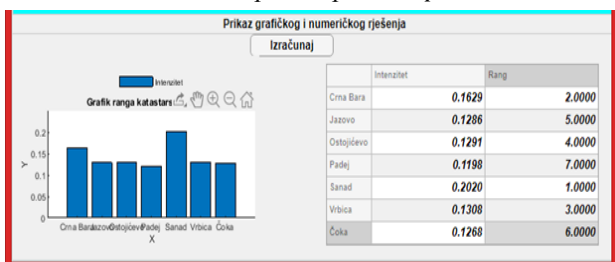 Prikaz grafičkog i numeričkog rješenja
Izračunaj
Intenzitet
Grafik ranga katastars
Y
0.2
0.15
0.1
0.05
0
Crna Bara Jazovo Ostojićevo Padej Sanad Vrbica Čoka
X
Intenzitet Rang
Crna Bara 0.1629 2.0000
Jazovo 0.1286 5.0000
Ostojićevo 0.1291 4.0000
Padej 0.1198 7.0000
Sanad 0.2020 1.0000
Vrbica 0.1308 3.0000
Čoka 0.1268 6.0000